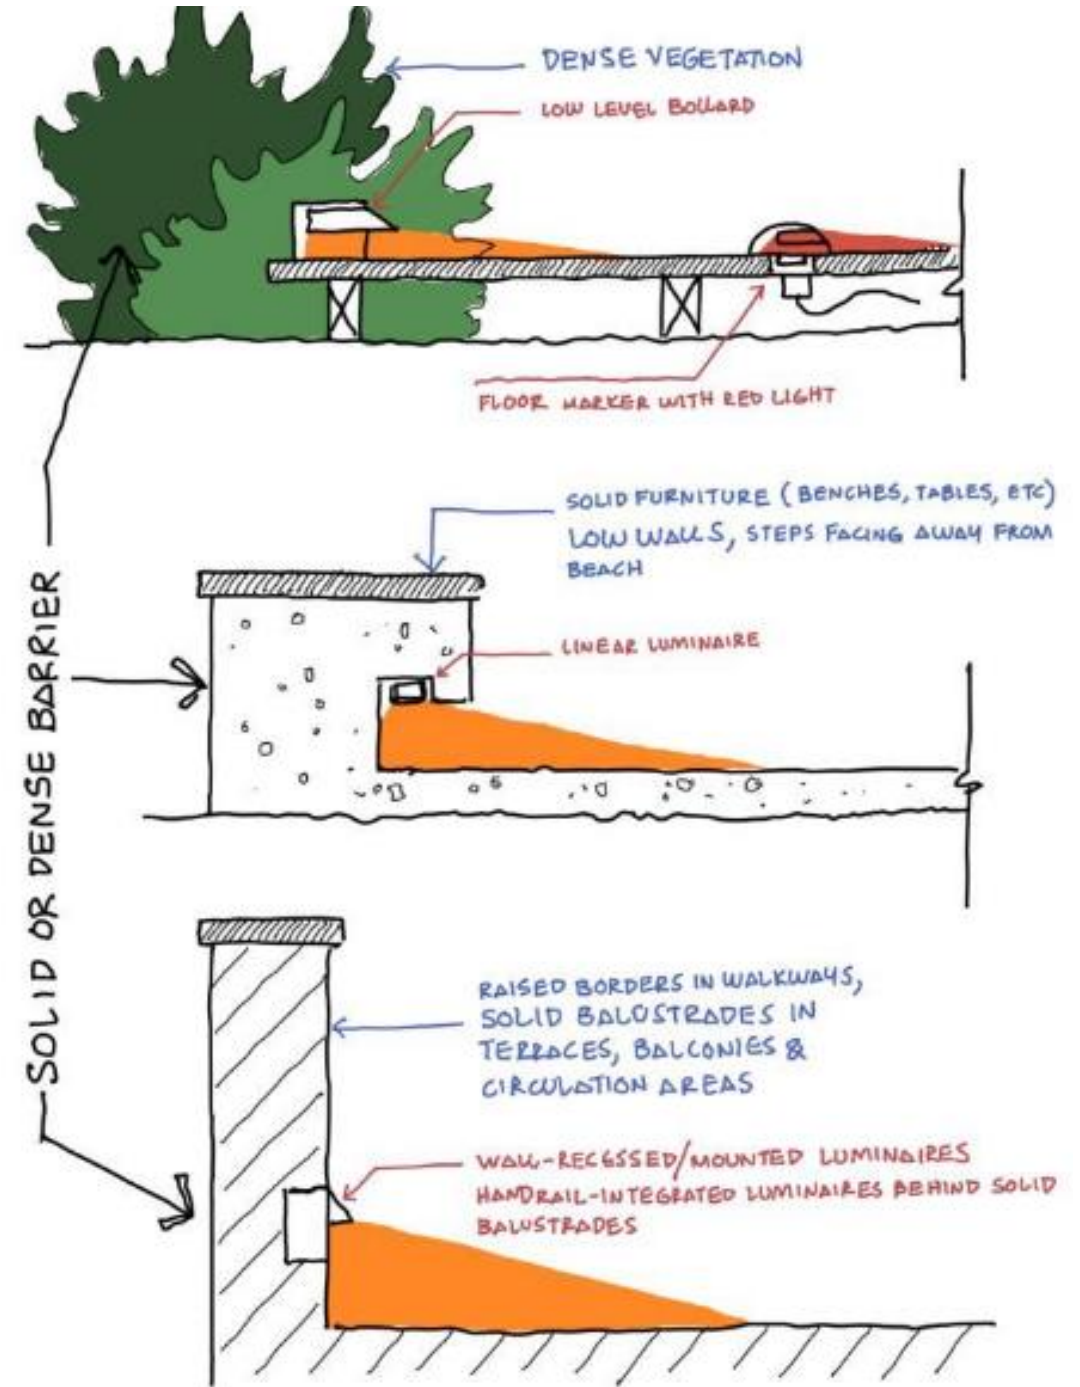 DENSE VEGETATION
LOW LEVEL BOLLARD
FLOOR MARKER WITH RED LIGHT
SOLID FURNITURE (BENCHES, TABLES, ETC)
LOW WALLS, STEPS FACING AWAY FROM
BEACH
LINEAR LUMINAIRE
SOLID OR DENSE BARRIER
RAISED BORDERS IN WALKWAYS,
SOLID BALUSTRADES IN
TERRACES, BALCONIES &
CIRCULATION AREAS
WALL-RECESSED/MOUNTED LUMINAIRES
HANDRAIL-INTEGRATED LUMINAIRES BEHIND SOLID
BALUSTRADES